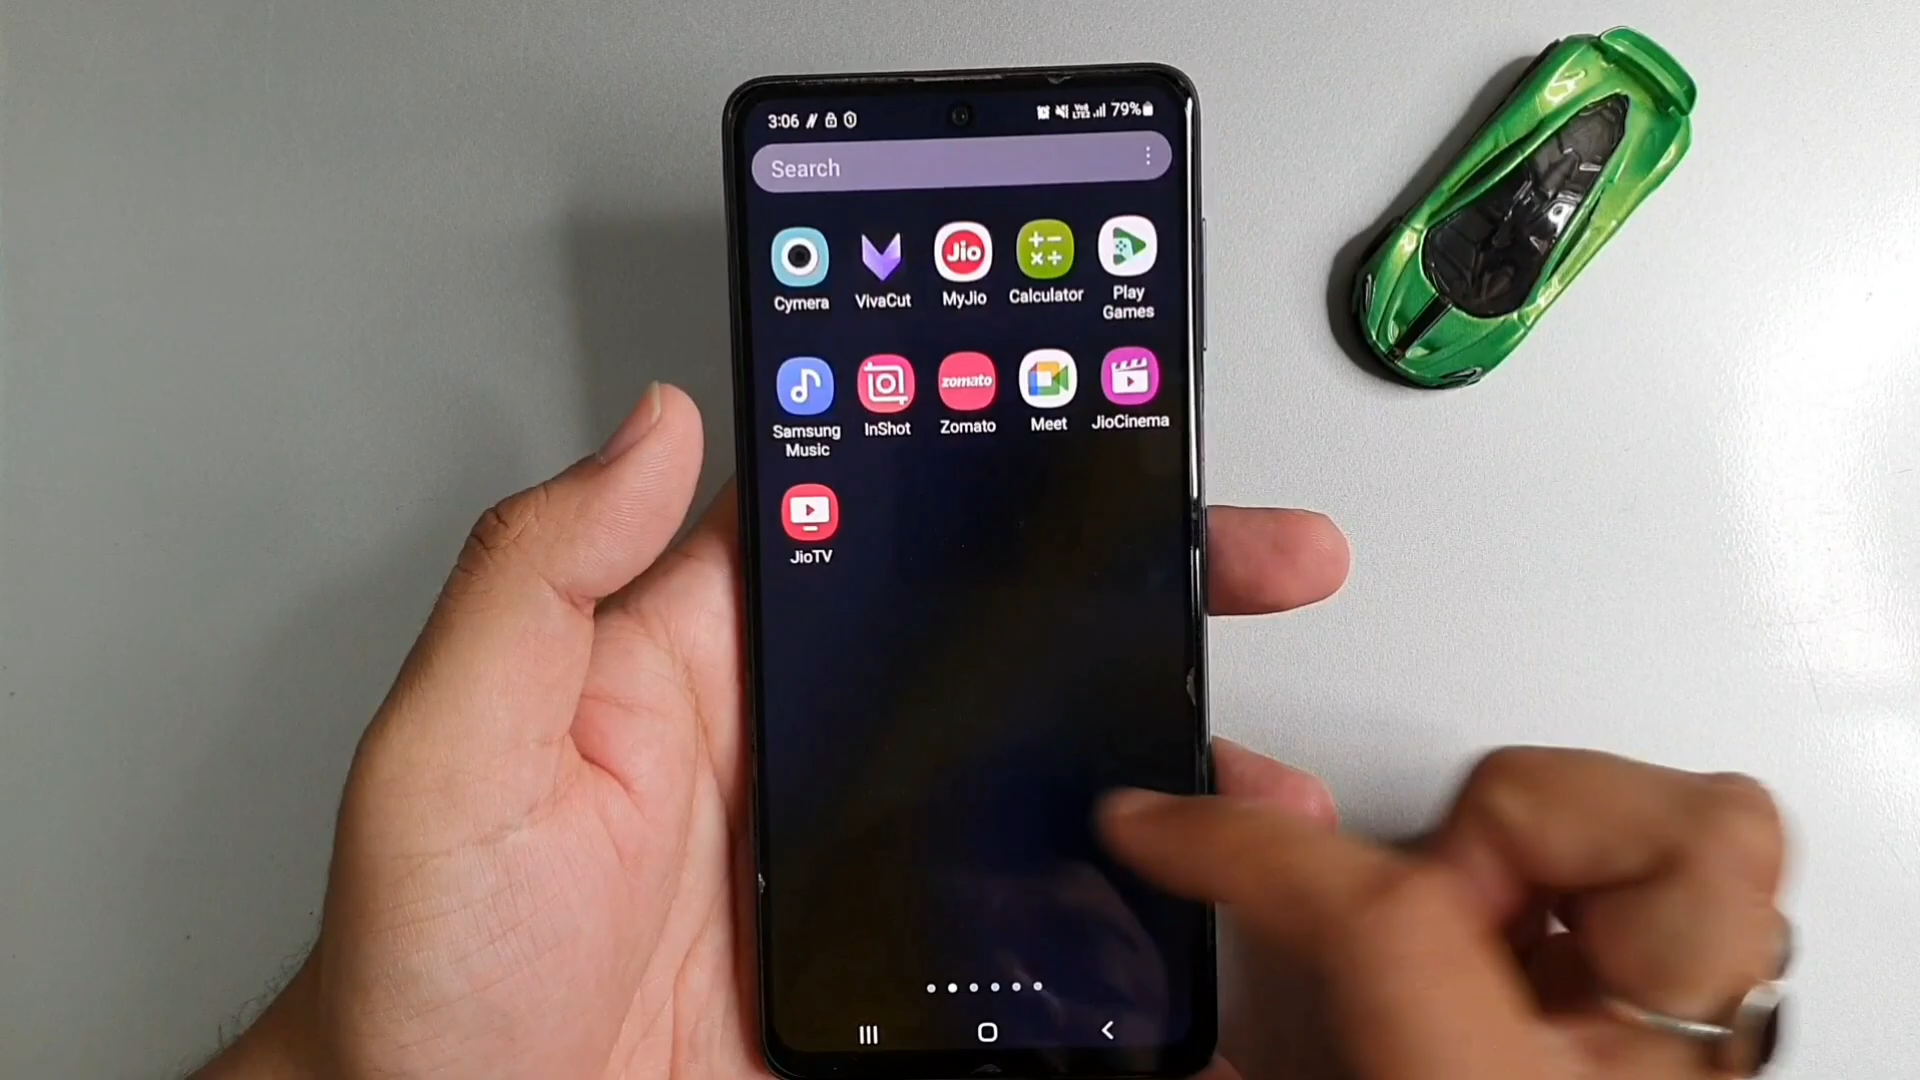 3:06
79%
Search
Jio
Cymera
VivaCut
MyJio
Calculator
Play
Games
zomato
Samsung
Music
InShot
Zomato
Meet
JioCinema
JioTV